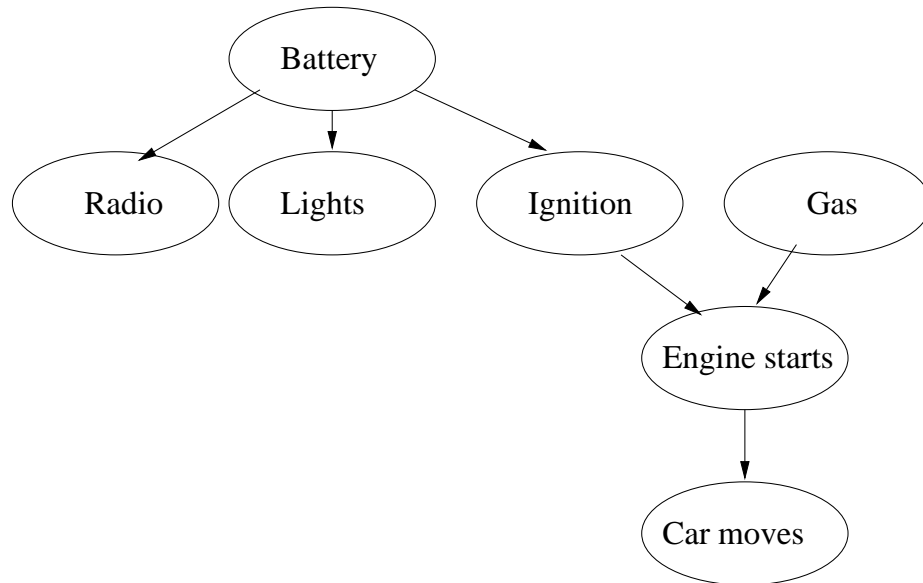 Battery
Radio
Lights
Ignition
Gas
Engine starts
Car moves